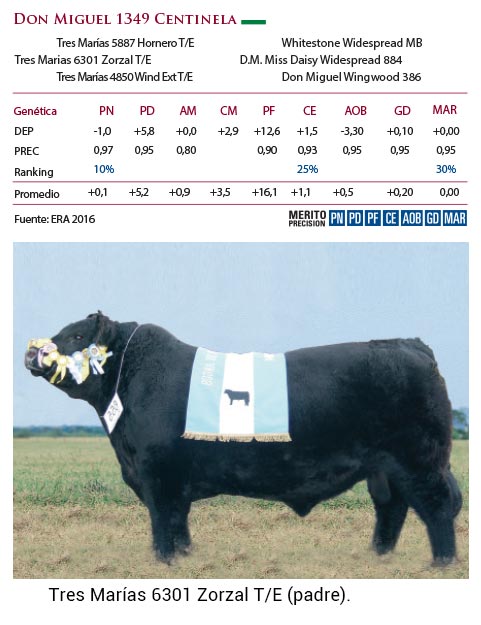 DON MIGUEL 1349 CENTINELA
Tres Marías 5887 Hornero T/E Whitestone Widespread MB
Tres Marias 6301 Zorzal T/E D.M. Miss Daisy Widespread 884
Tres Marías 4850 Wind Ext T/E Don Miguel Wingwood 386
Genética PN PD AM CM PF CE AOB GD MAR
DEP -1,0 +5,8 +0,0 +2,9 +12,6 +1,5 -3,30 +0,10 +0,00
PREC 0,97 0,95 0,80 0,90 0,93 0,95 0,95 0,95
Ranking 10% 25% 30%
Promedio +0,1 +5,2 +0,9 +3,5 +16,1 +1,1 +0,5 +0,20 0,00
Fuente: ERA 2016 MERITO PN PD PF CE AOB GD MAR
PRECISION
Tres Marías 6301 Zorzal T/E (padre).